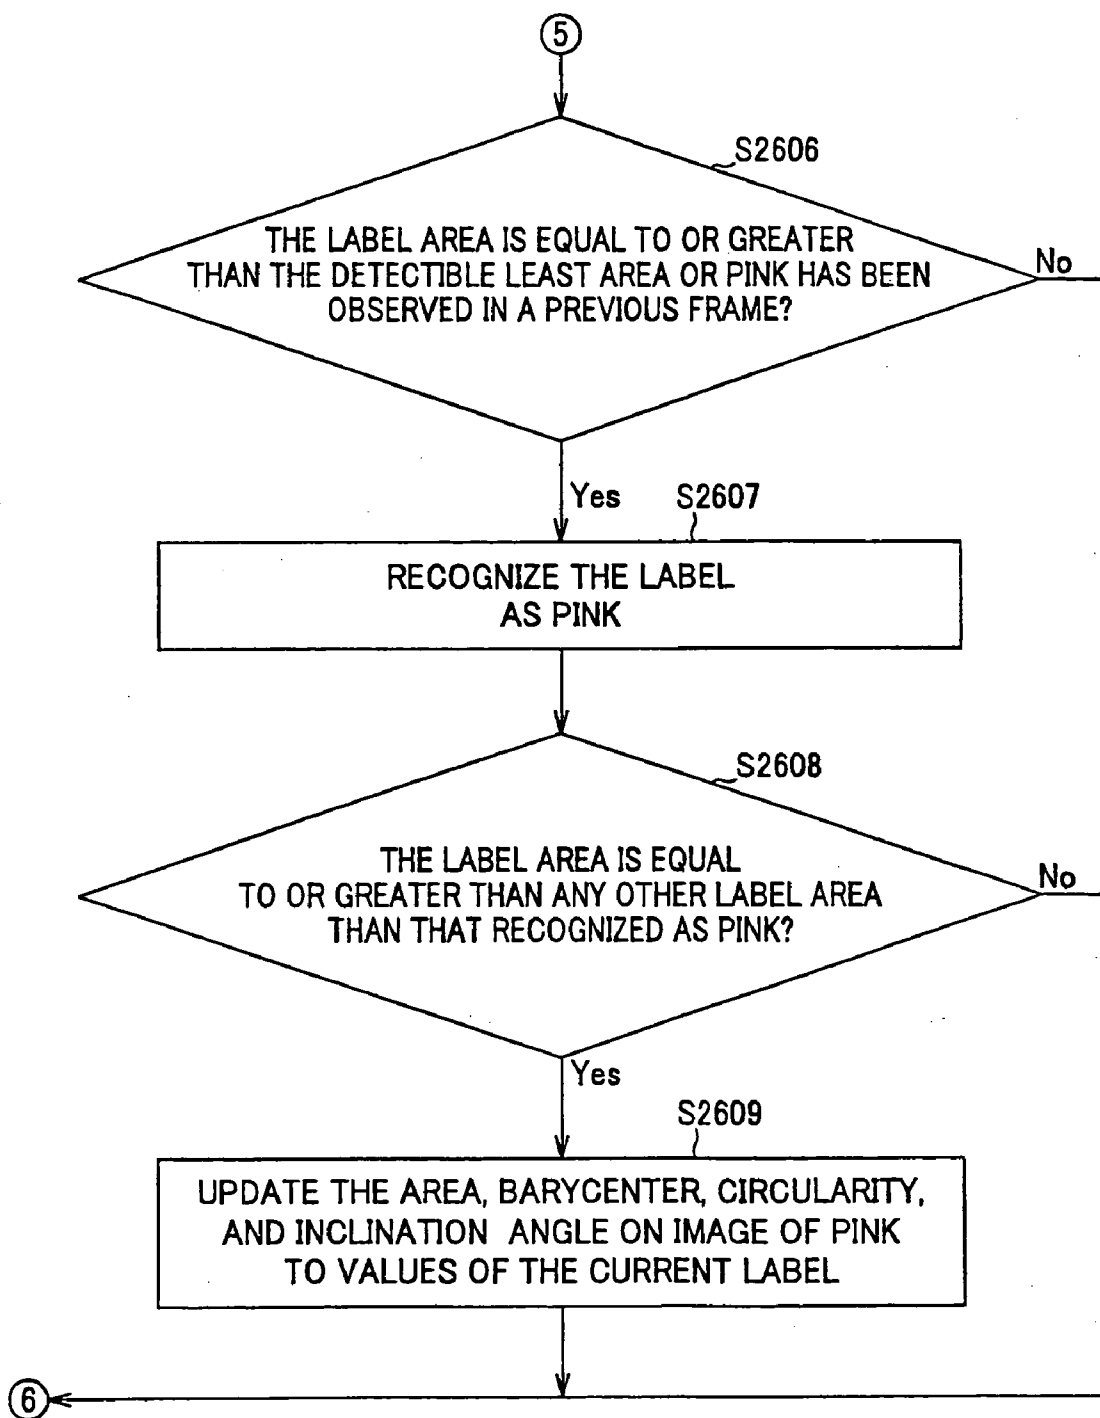 5
S2606
THE LABEL AREA IS EQUAL TO OR GREATER
THAN THE DETECTIBLE LEAST AREA OR PINK HAS BEEN
OBSERVED IN A PREVIOUS FRAME?
No
Yes
S2607
RECOGNIZE THE LABEL
AS PINK
S2608
THE LABEL AREA IS EQUAL
TO OR GREATER THAN ANY OTHER LABEL AREA
THAN THAT RECOGNIZED AS PINK?
No
Yes
S2609
UPDATE THE AREA, BARYCENTER, CIRCULARITY,
AND INCLINATION ANGLE ON IMAGE OF PINK
TO VALUES OF THE CURRENT LABEL
6